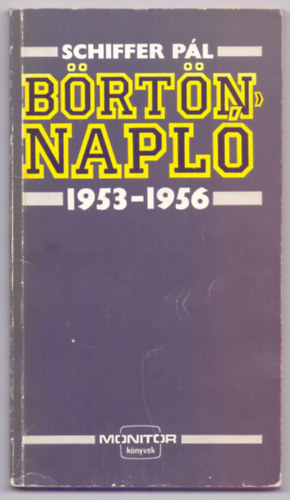 SCHIFFER PÁL
BÖRTÖN-
NAPLÓ
1953-1956
MONITOR
könyvek